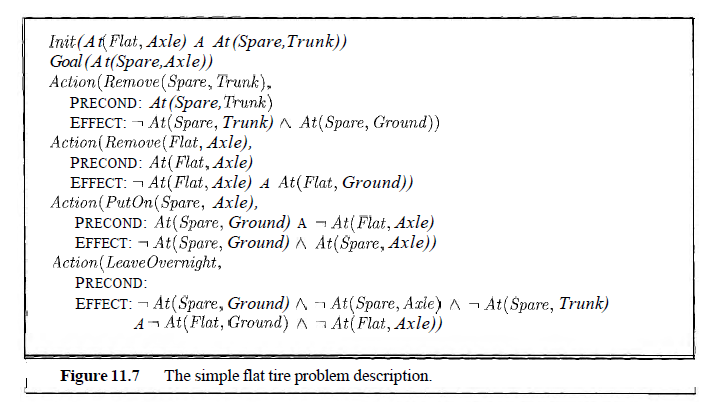 Init(At(Flat, Axle) A At(Spare,Trunk))
Goal(At(Spare,Axle))
Action(Remove(Spare, Trunk),
PRECOND: At(Spare,Trunk)
EFFECT: ¬ At(Spare, Trunk) ∧ At(Spare, Ground))
Action(Remove(Flat, Axle),
PRECOND: At(Flat, Axle)
EFFECT: ¬ At(Flat, Axle) A At(Flat, Ground))
Action(PutOn(Spare, Axle),
PRECOND: At(Spare, Ground) A ¬ At(Flat, Axle)
EFFECT: ¬ At(Spare, Ground) ∧ At(Spare, Axle))
Action(LeaveOvernight,
PRECOND:
EFFECT: ¬ At(Spare, Ground) ∧ ¬ At(Spare, Axle) ∧ ¬ At(Spare, Trunk)
A ¬ At(Flat, Ground) ∧ ¬ At(Flat, Axle))
Figure 11.7 The simple flat tire problem description.